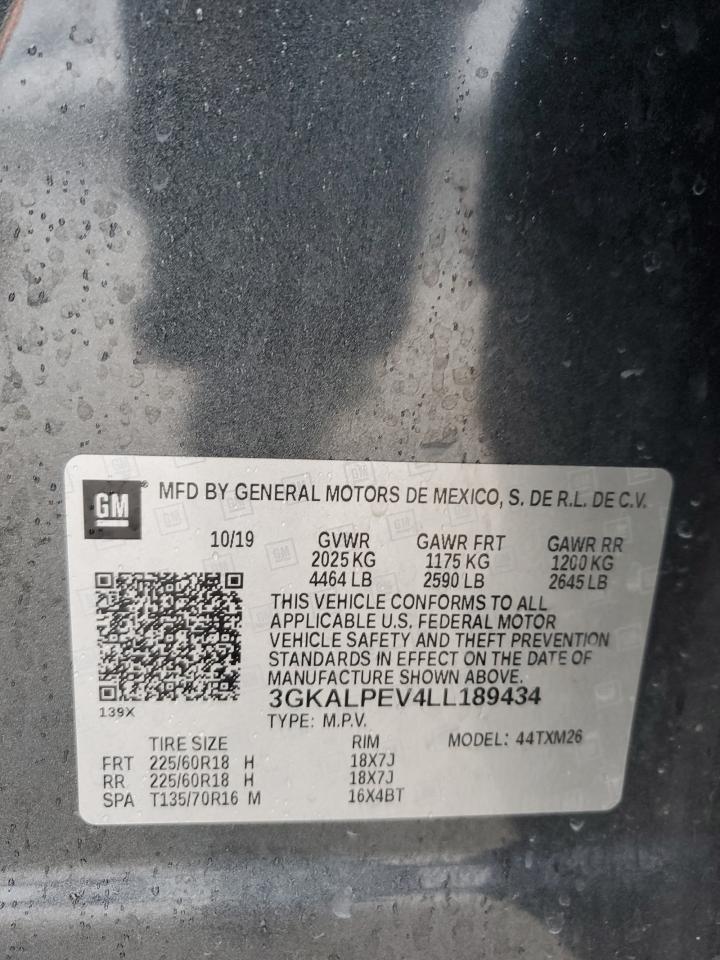 GM ® MFD BY GENERAL MOTORS DE MEXICO, S. DE R.L. DE C.V.
10/19 GVWR GAWR FRT GAWR RR
2025 KG 1175 KG 1200 KG
4464 LB 2590 LB 2645 LB
THIS VEHICLE CONFORMS TO ALL
APPLICABLE U.S. FEDERAL MOTOR
VEHICLE SAFETY AND THEFT PREVENTION
STANDARDS IN EFFECT ON THE DATE OF
MANUFACTURE SHOWN ABOVE.
3GKALPEV4LL189434
139X
TYPE: M.P.V.
TIRE SIZE RIM MODEL: 44TXM26
FRT 225/60R18 H 18X7J
RR 225/60R18 H 18X7J
SPA T135/70R16 M 16X4BT